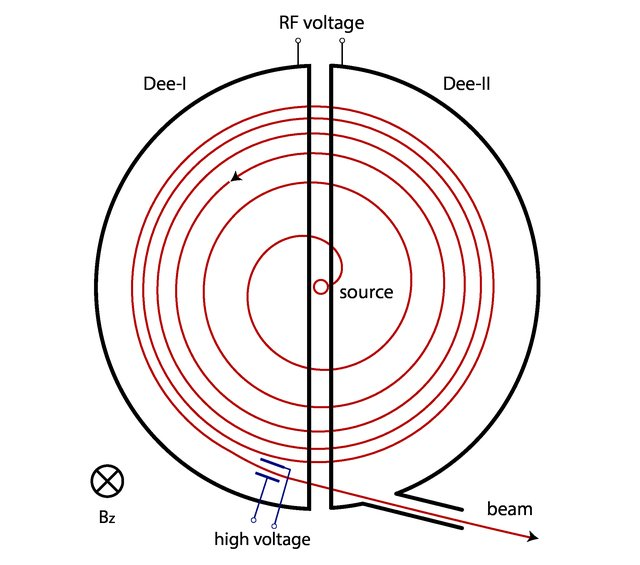 RF voltage
Dee-I
Dee-II
source
Bz
high voltage
beam